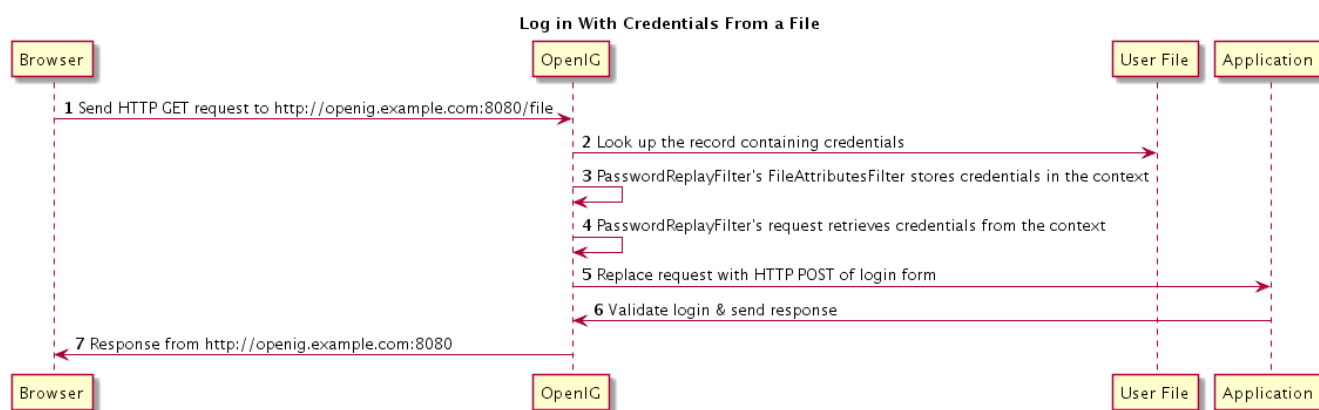 Log in With Credentials From a File
Browser
OpenIG
User File
Application
1 Send HTTP GET request to http://openig.example.com:8080/file
2 Look up the record containing credentials
3 PasswordReplayFilter's FileAttributesFilter stores credentials in the context
4 PasswordReplayFilter's request retrieves credentials from the context
5 Replace request with HTTP POST of login form
6 Validate login & send response
7 Response from http://openig.example.com:8080
Browser
OpenIG
User File
Application